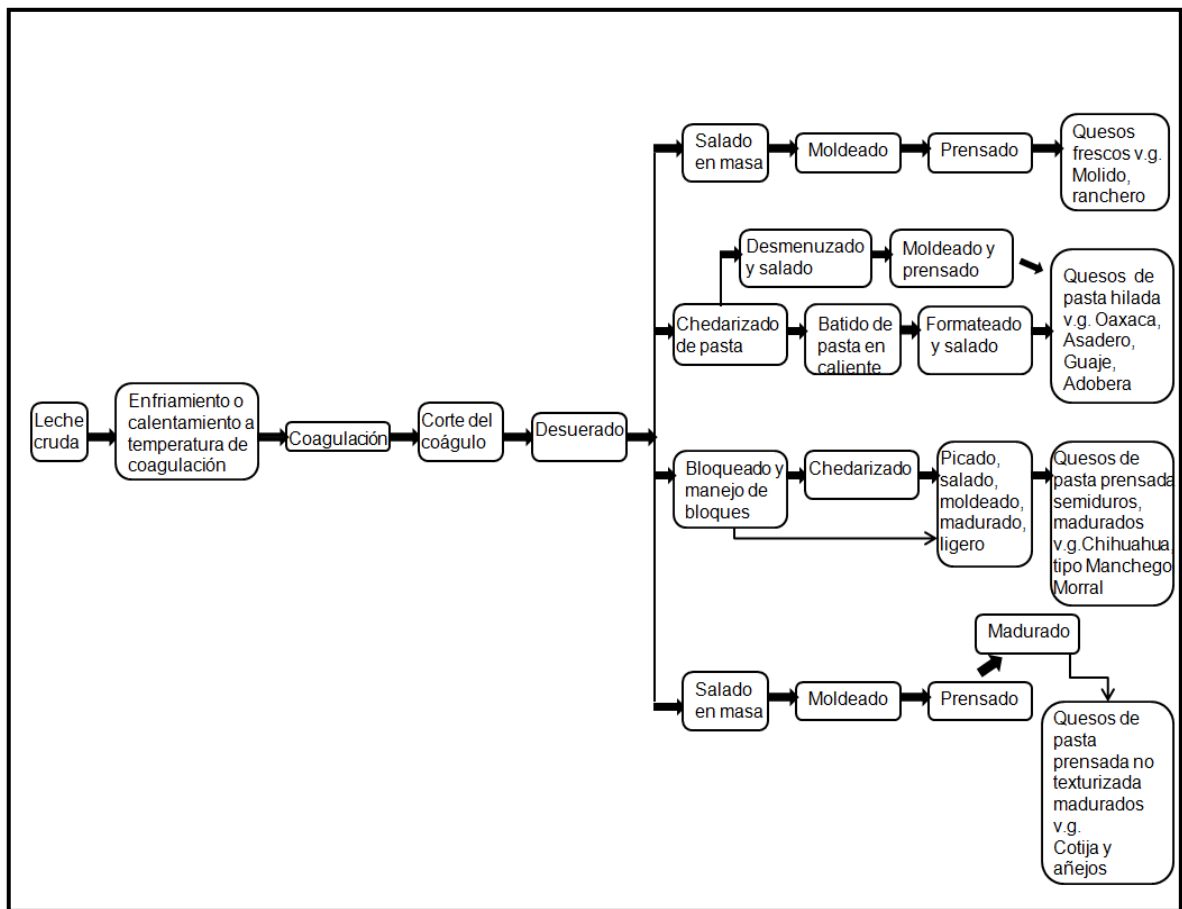 Leche
cruda
Enfriamiento o
calentamiento a
temperatura de
coagulación
Coagulación
Corte del
coágulo
Desuerado
Salado
en masa
Moldeado
Prensado
Quesos
frescos v.g.
Molido,
ranchero
Chedarizado
de pasta
Desmenuzado
y salado
Moldeado y
prensado
Batido de
pasta en
caliente
Formateado
y salado
Quesos de
pasta hilada
v.g. Oaxaca,
Asadero,
Guaje,
Adobera
Bloqueado y
manejo de
bloques
Chedarizado
Picado,
salado,
moldeado,
madurado,
ligero
Quesos de
pasta prensada
semiduros,
madurados
v.g.Chihuahua,
tipo Manchego
Morral
Salado
en masa
Moldeado
Prensado
Madurado
Quesos de
pasta
prensada no
texturizada
madurados
v.g.
Cotija y
añejos